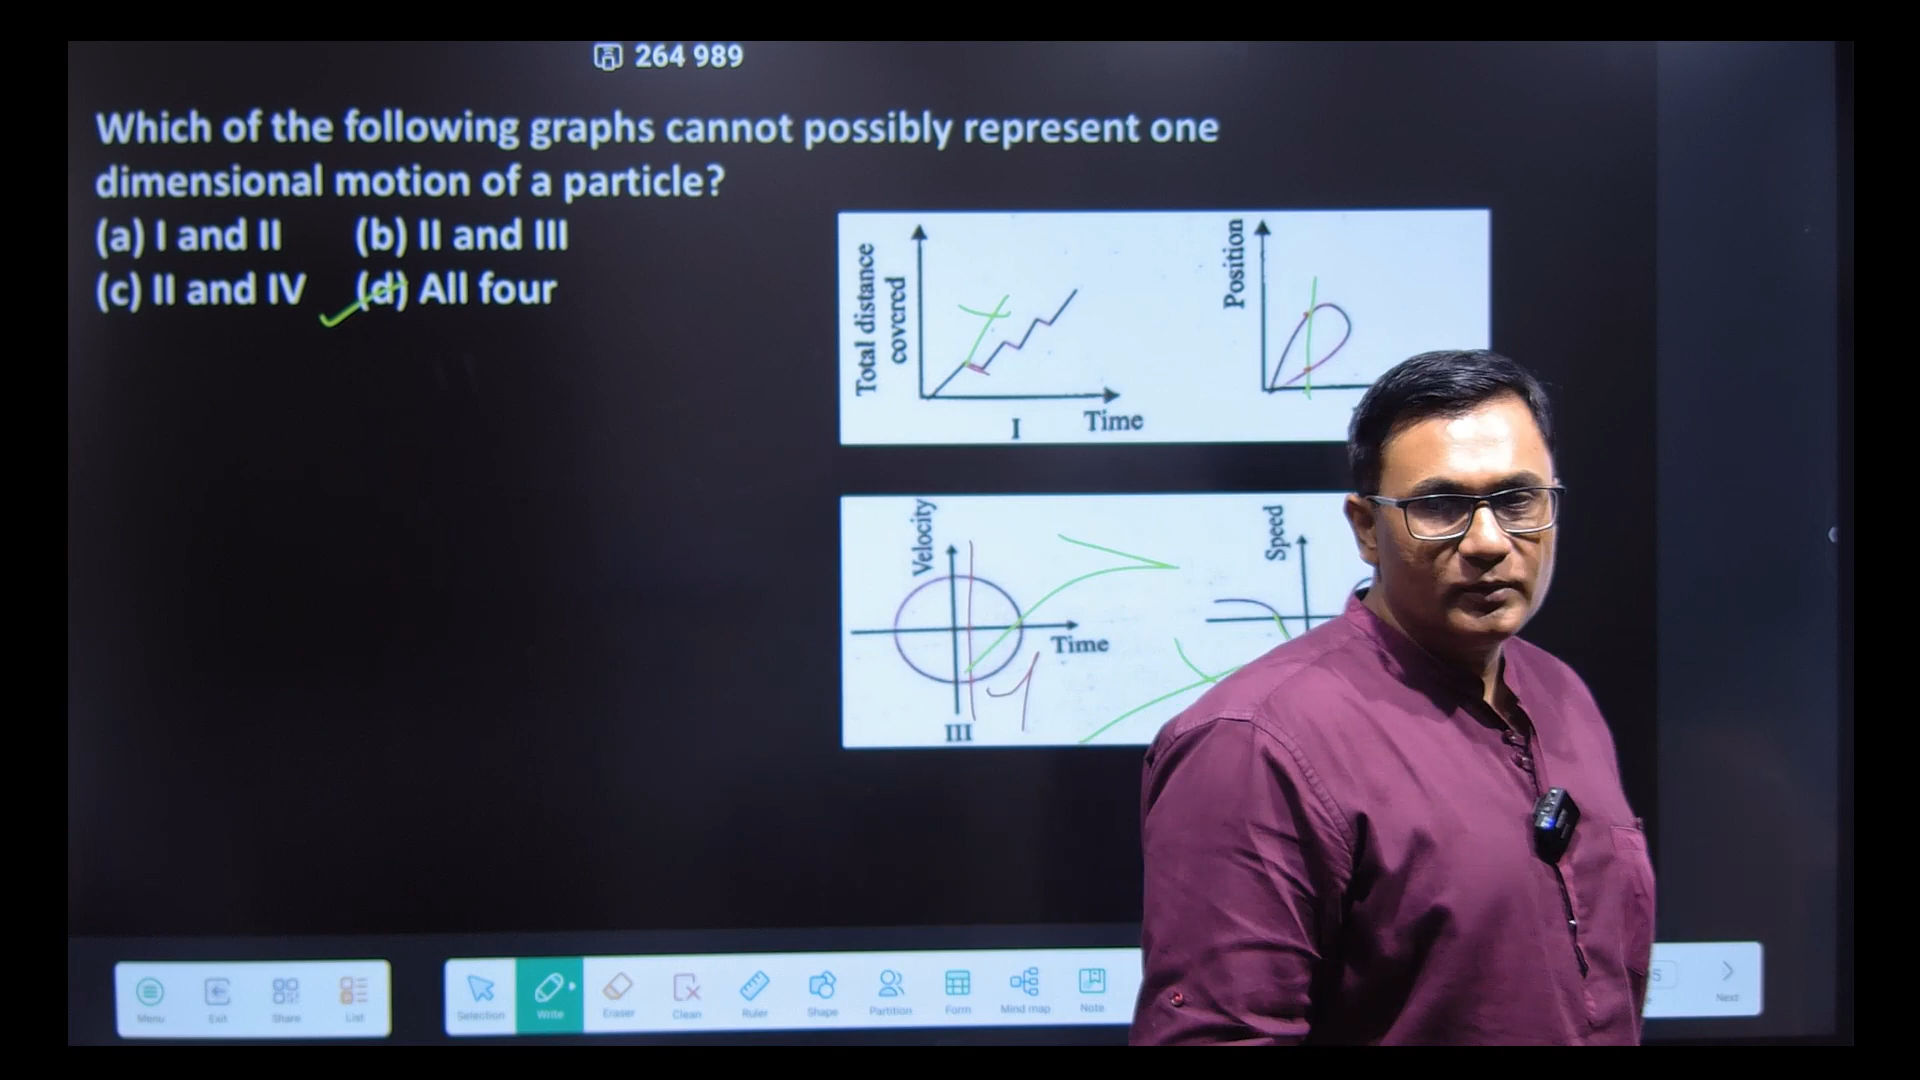 264 989
Which of the following graphs cannot possibly represent one
dimensional motion of a particle?
(a) I and II (b) II and III
(c) II and IV (d) All four
Total distance
covered
Time
I
Position
Velocity
Time
III
Speed
Menu Exit Share List Selection Write Eraser Clean Ruler Shape Partition Form Mind map Note Next